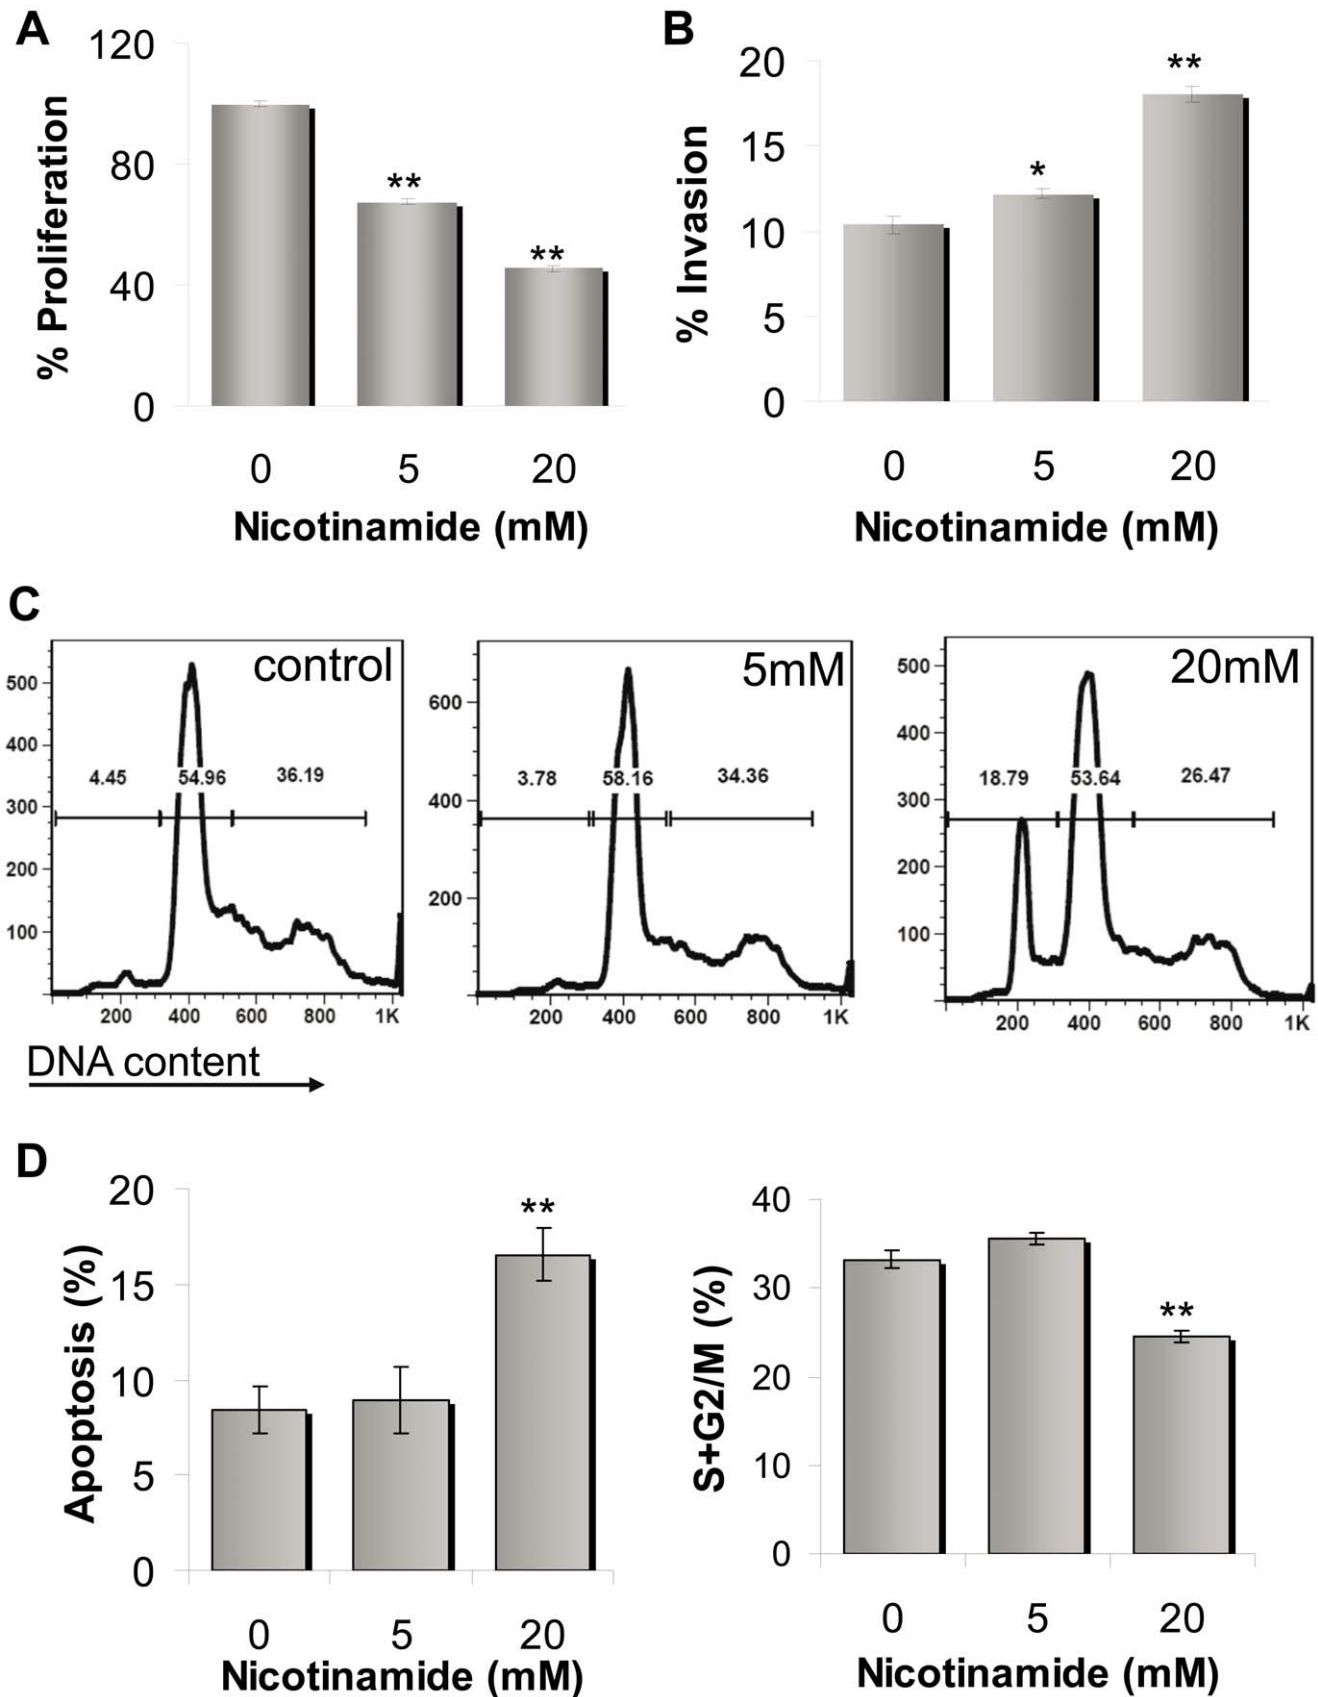 A
120
80
40
0
% Proliferation
**
**
0 5 20
Nicotinamide (mM)
B
20
15
10
5
0
% Invasion
*
**
0 5 20
Nicotinamide (mM)
C
control
500
400
300
200
100
4.45 54.96 36.19
200 400 600 800 1K
5mM
600
400
200
3.78 58.16 34.36
200 400 600 800 1K
20mM
500
400
300
200
100
18.79 53.64 26.47
200 400 600 800 1K
DNA content
D
20
15
10
5
0
Apoptosis (%)
**
0 5 20
Nicotinamide (mM)
40
30
20
10
0
S+G2/M (%)
**
0 5 20
Nicotinamide (mM)